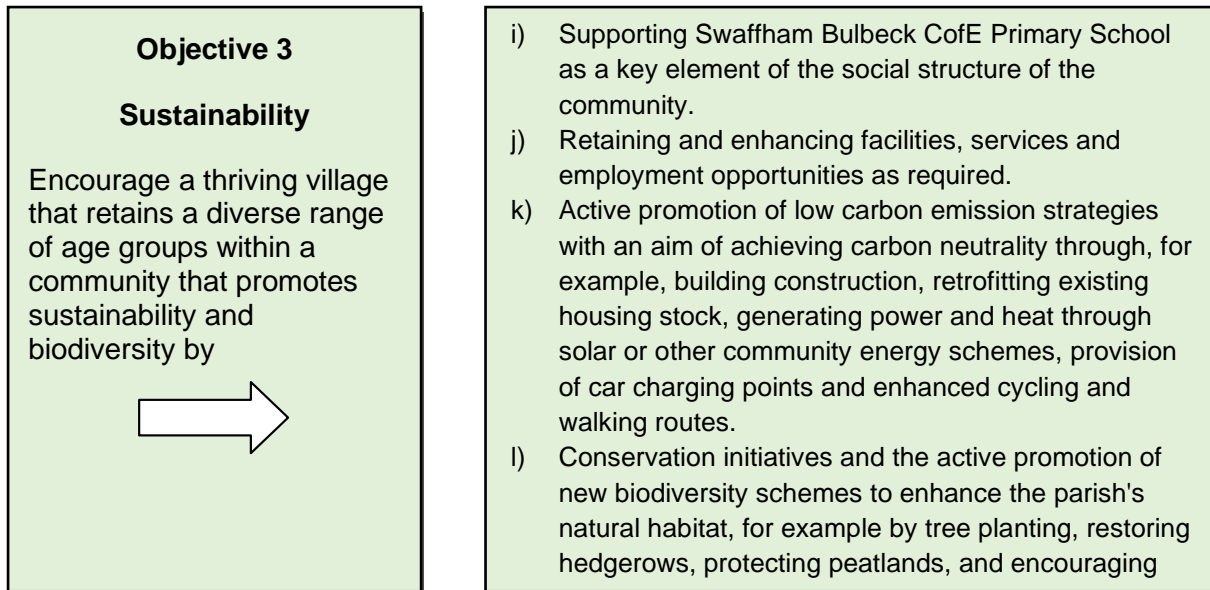 Objective 3
Sustainability
Encourage a thriving village
that retains a diverse range
of age groups within a
community that promotes
sustainability and
biodiversity by
i) Supporting Swaffham Bulbeck CofE Primary School
as a key element of the social structure of the
community.
j) Retaining and enhancing facilities, services and
employment opportunities as required.
k) Active promotion of low carbon emission strategies
with an aim of achieving carbon neutrality through, for
example, building construction, retrofitting existing
housing stock, generating power and heat through
solar or other community energy schemes, provision
of car charging points and enhanced cycling and
walking routes.
l) Conservation initiatives and the active promotion of
new biodiversity schemes to enhance the parish's
natural habitat, for example by tree planting, restoring
hedgerows, protecting peatlands, and encouraging